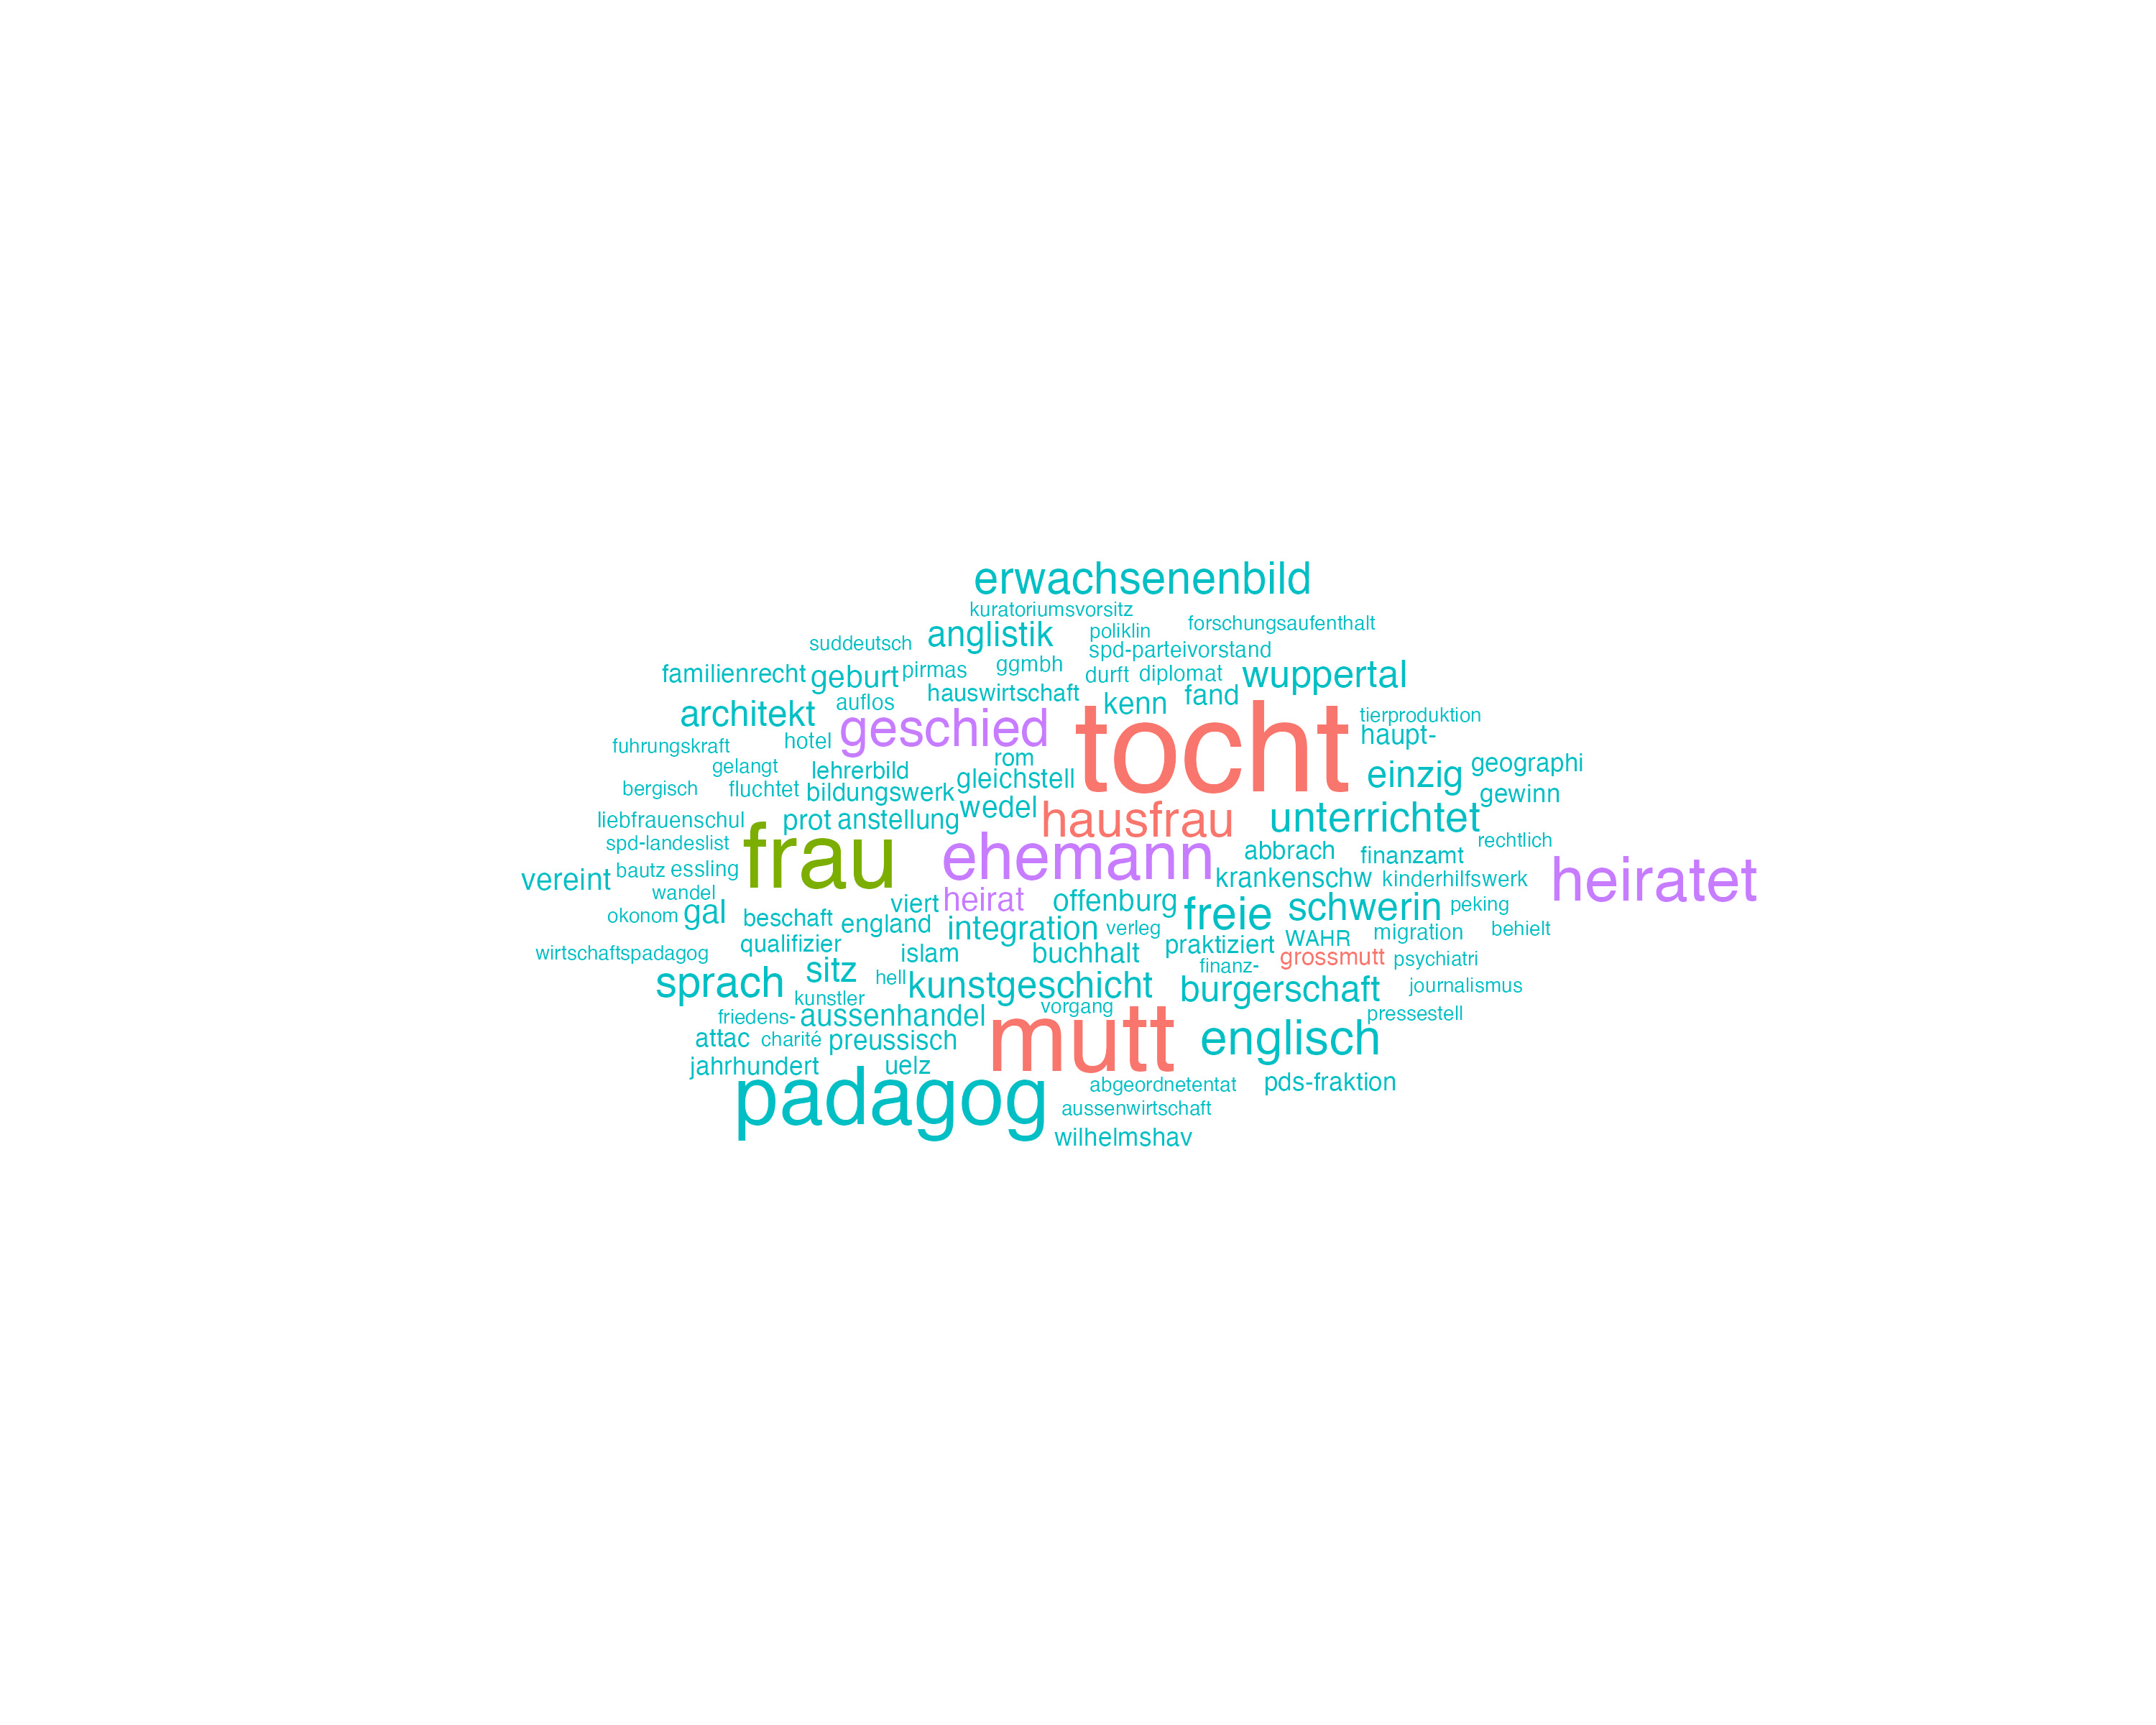 erwachsenenbild
kuratoriumsvorsitz
forschungsaufenthalt
suddeutsch anglistik poliklin
spd-parteivorstand
familienrecht geburt pirmas ggmbh durft diplomat wuppertal
auflos hauswirtschaft kenn fand
architekt geschied tocht tierproduktion
fuhrungskraft hotel haupt-
gelangt lehrerbild rom gleichstell einzig geographi
bergisch fluchtet bildungswerk wedel gewinn
liebfrauenschul prot anstellung hausfrau unterrichtet
spd-landeslist frau ehemann abbrach finanzamt rechtlich
vereint bautz essling krankenschw kinderhilfswerk heiratet
wandel viert heirat offenburg freie schwerin peking
okonom gal beschaft england integration verleg WAHR migration behielt
wirtschaftspadagog qualifizier islam buchhalt praktiziert grossmutt psychiatri
finanz-
sprach sitz hell kunstgeschicht burgerschaft journalismus
kunstler
friedens- aussenhandel vorgang pressestell
attac charité preussisch mutt englisch
jahrhundert uelz
padagog abgeordnetentat pds-fraktion
aussenwirtschaft
wilhelmshav